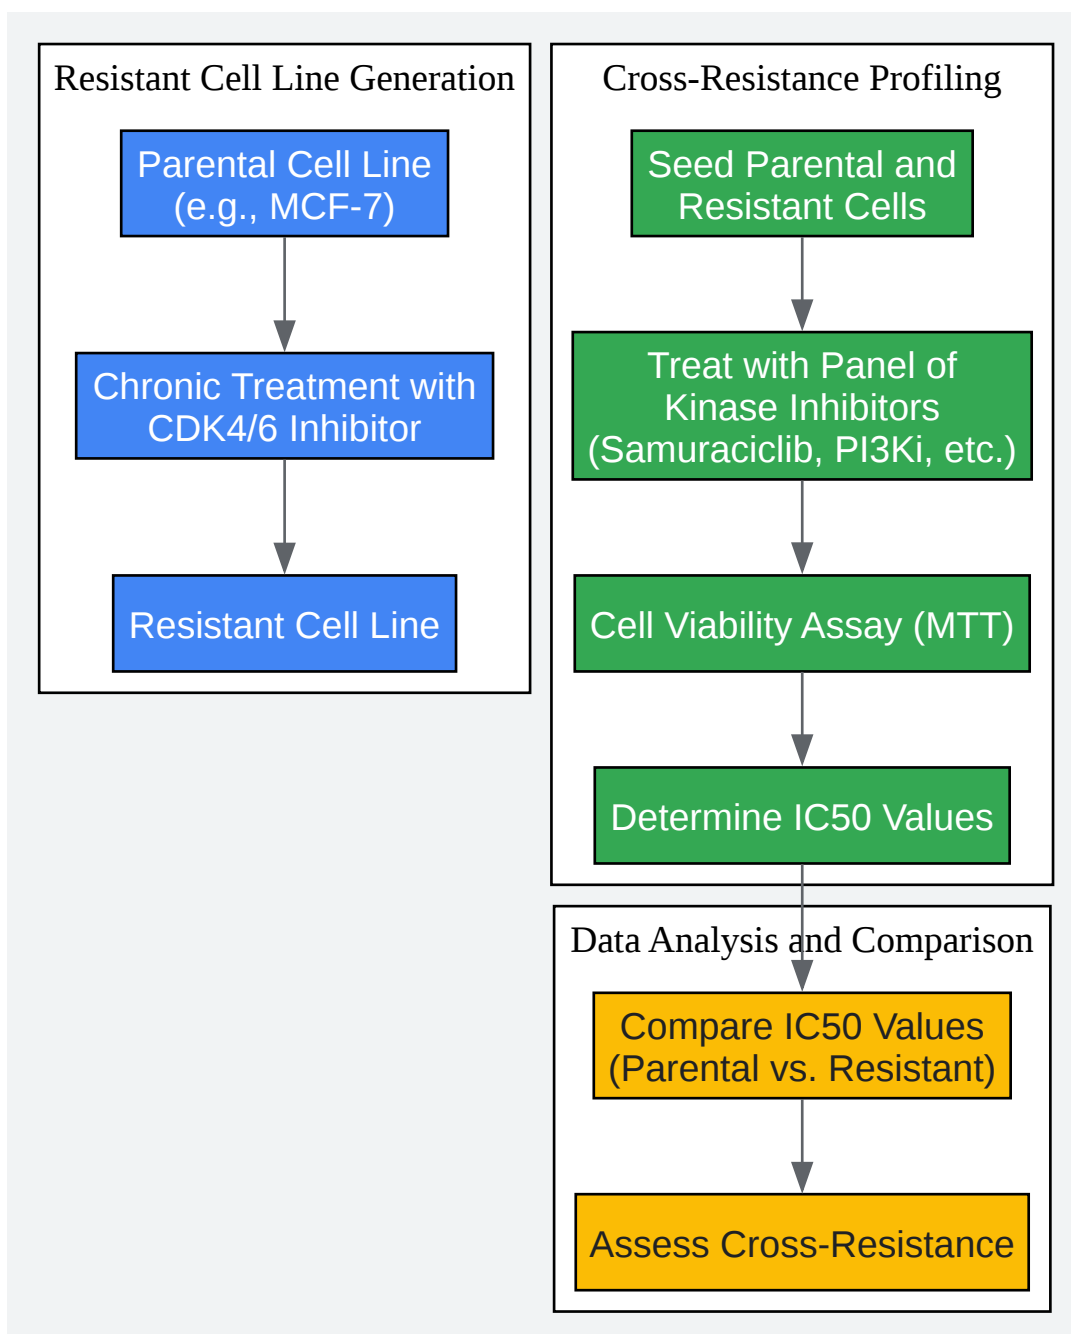 Resistant Cell Line Generation
Parental Cell Line
(e.g., MCF-7)
Chronic Treatment with
CDK4/6 Inhibitor
Resistant Cell Line
Cross-Resistance Profiling
Seed Parental and
Resistant Cells
Treat with Panel of
Kinase Inhibitors
(Samuraciclib, PI3Ki, etc.)
Cell Viability Assay (MTT)
Determine IC50 Values
Data Analysis and Comparison
Compare IC50 Values
(Parental vs. Resistant)
Assess Cross-Resistance